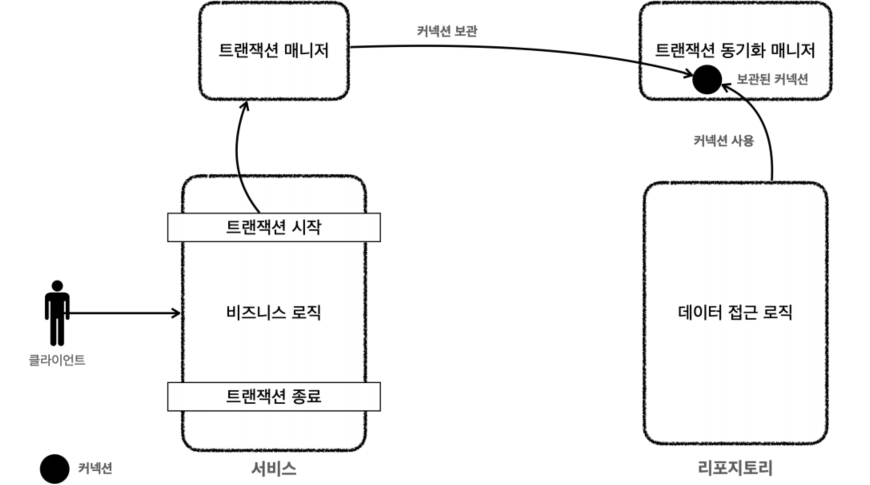 커넥션 보관
트랜잭션 매니저
트랜잭션 동기화 매니저
보관된 커넥션
커넥션 사용
트랜잭션 시작
비즈니스 로직
데이터 접근 로직
클라이언트
트랜잭션 종료
커넥션
서비스
리포지토리